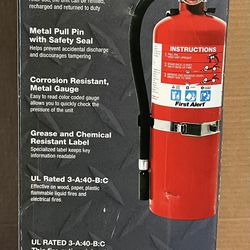 the unit can be refilled,
recharged and returned to duty
Metal Pull Pin
with Safety Seal
Helps prevent accidental discharge
and discourages tampering
Corrosion Resistant,
Metal Gauge
Easy to read color coded gauge
allows you to quickly check the
pressure of the unit
Grease and Chemical
Resistant Label
Specialized label keeps key
information readable
UL Rated 3-A:40-B:C
Effective on wood, paper, plastic
flammable liquid fires and
electrical fires
UL RATED 3-A:40-B:C
INSTRUCTIONS
First Alert